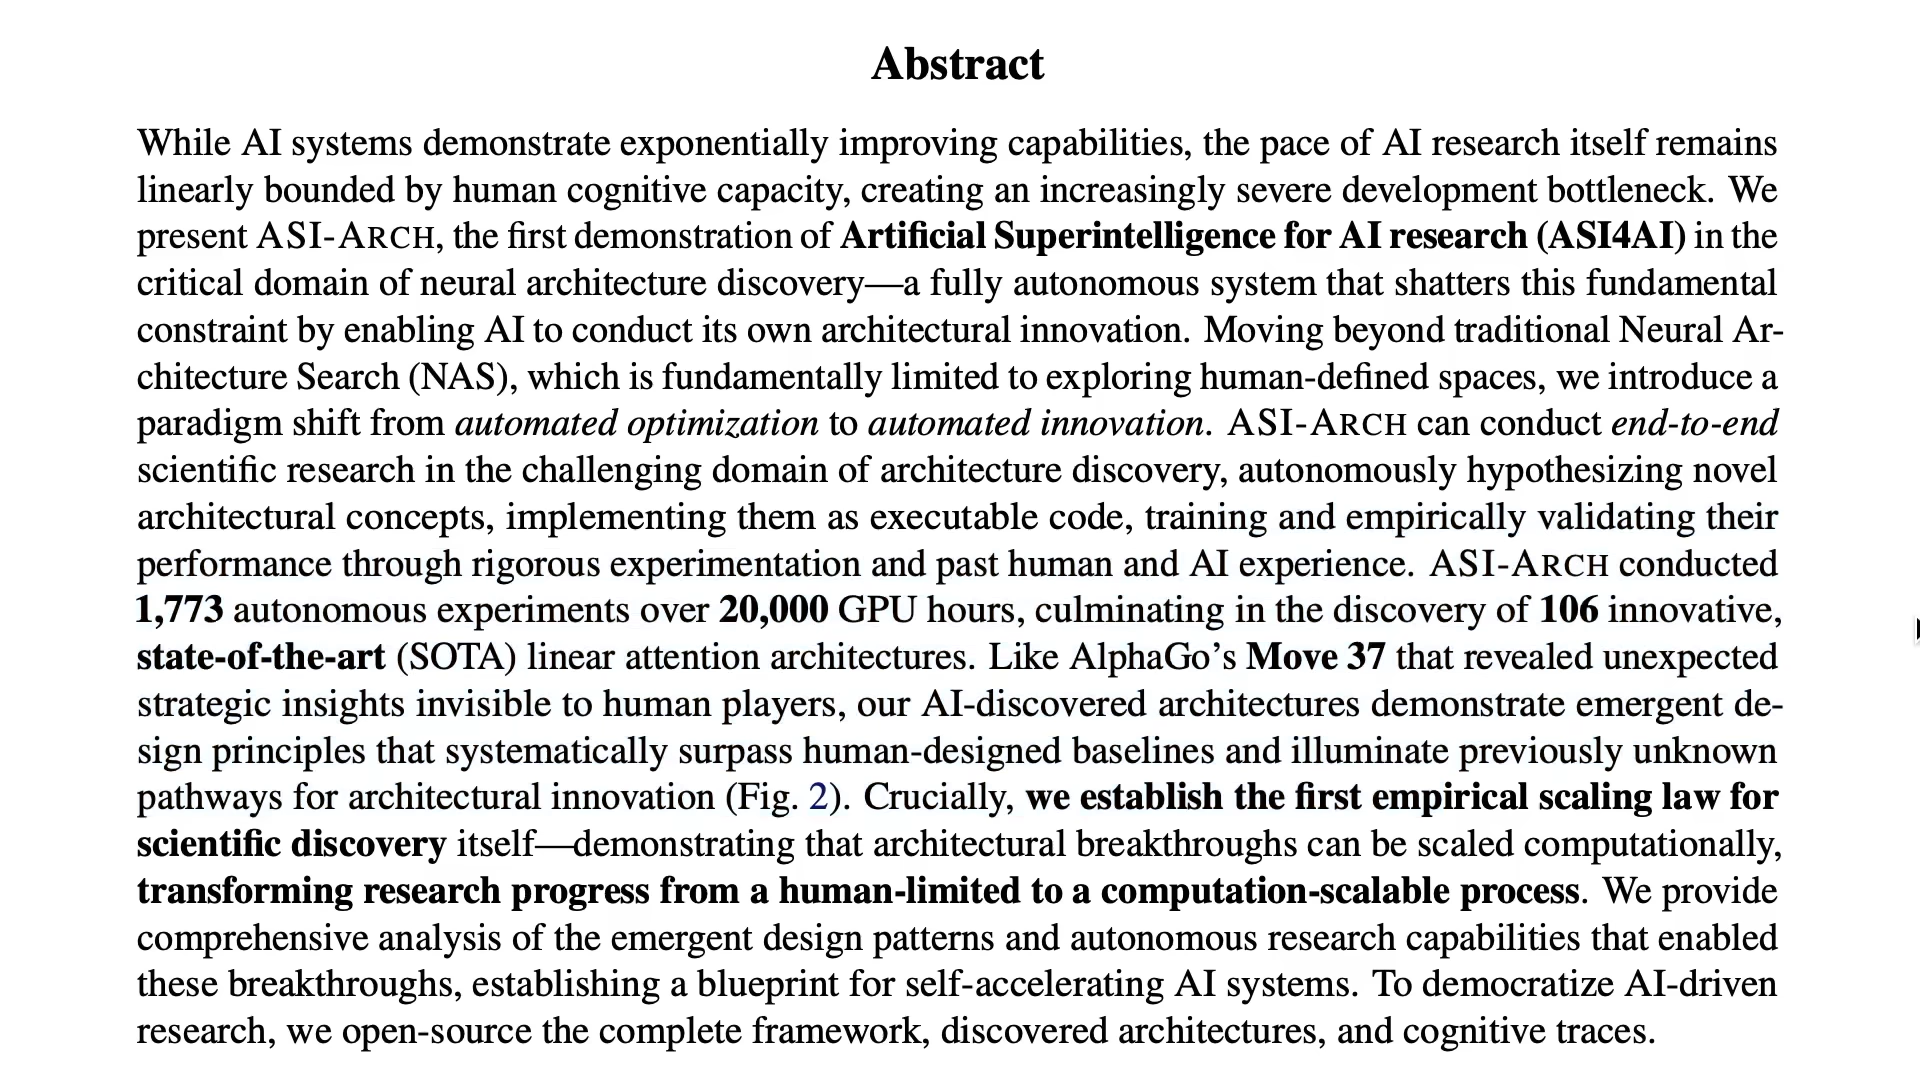 Abstract
While AI systems demonstrate exponentially improving capabilities, the pace of AI research itself remains
linearly bounded by human cognitive capacity, creating an increasingly severe development bottleneck. We
present ASI-ARCH, the first demonstration of Artificial Superintelligence for AI research (ASI4AI) in the
critical domain of neural architecture discovery—a fully autonomous system that shatters this fundamental
constraint by enabling AI to conduct its own architectural innovation. Moving beyond traditional Neural Ar-
chitecture Search (NAS), which is fundamentally limited to exploring human-defined spaces, we introduce a
paradigm shift from automated optimization to automated innovation. ASI-ARCH can conduct end-to-end
scientific research in the challenging domain of architecture discovery, autonomously hypothesizing novel
architectural concepts, implementing them as executable code, training and empirically validating their
performance through rigorous experimentation and past human and AI experience. ASI-ARCH conducted
1,773 autonomous experiments over 20,000 GPU hours, culminating in the discovery of 106 innovative,
state-of-the-art (SOTA) linear attention architectures. Like AlphaGo’s Move 37 that revealed unexpected
strategic insights invisible to human players, our AI-discovered architectures demonstrate emergent de-
sign principles that systematically surpass human-designed baselines and illuminate previously unknown
pathways for architectural innovation (Fig. 2). Crucially, we establish the first empirical scaling law for
scientific discovery itself—demonstrating that architectural breakthroughs can be scaled computationally,
transforming research progress from a human-limited to a computation-scalable process. We provide
comprehensive analysis of the emergent design patterns and autonomous research capabilities that enabled
these breakthroughs, establishing a blueprint for self-accelerating AI systems. To democratize AI-driven
research, we open-source the complete framework, discovered architectures, and cognitive traces.